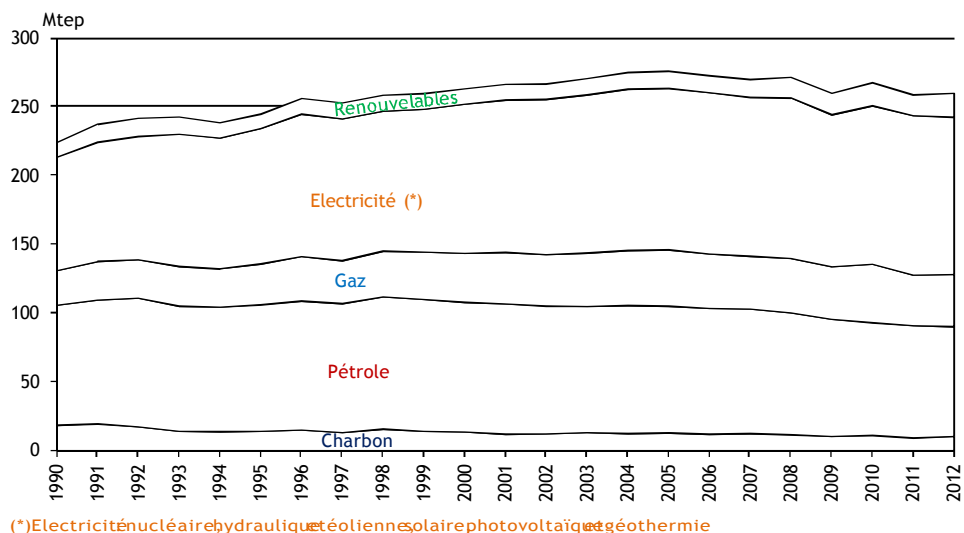 Mtep
300
250
200
150
100
50
0
Renouvelables
Electricité (*)
Gaz
Pétrole
Charbon
1990 1991 1992 1993 1994 1995 1996 1997 1998 1999 2000 2001 2002 2003 2004 2005 2006 2007 2008 2009 2010 2011 2012
(*)Electricité nucléaire, hydraulique et éolienne, solaire photovoltaïque et géothermie